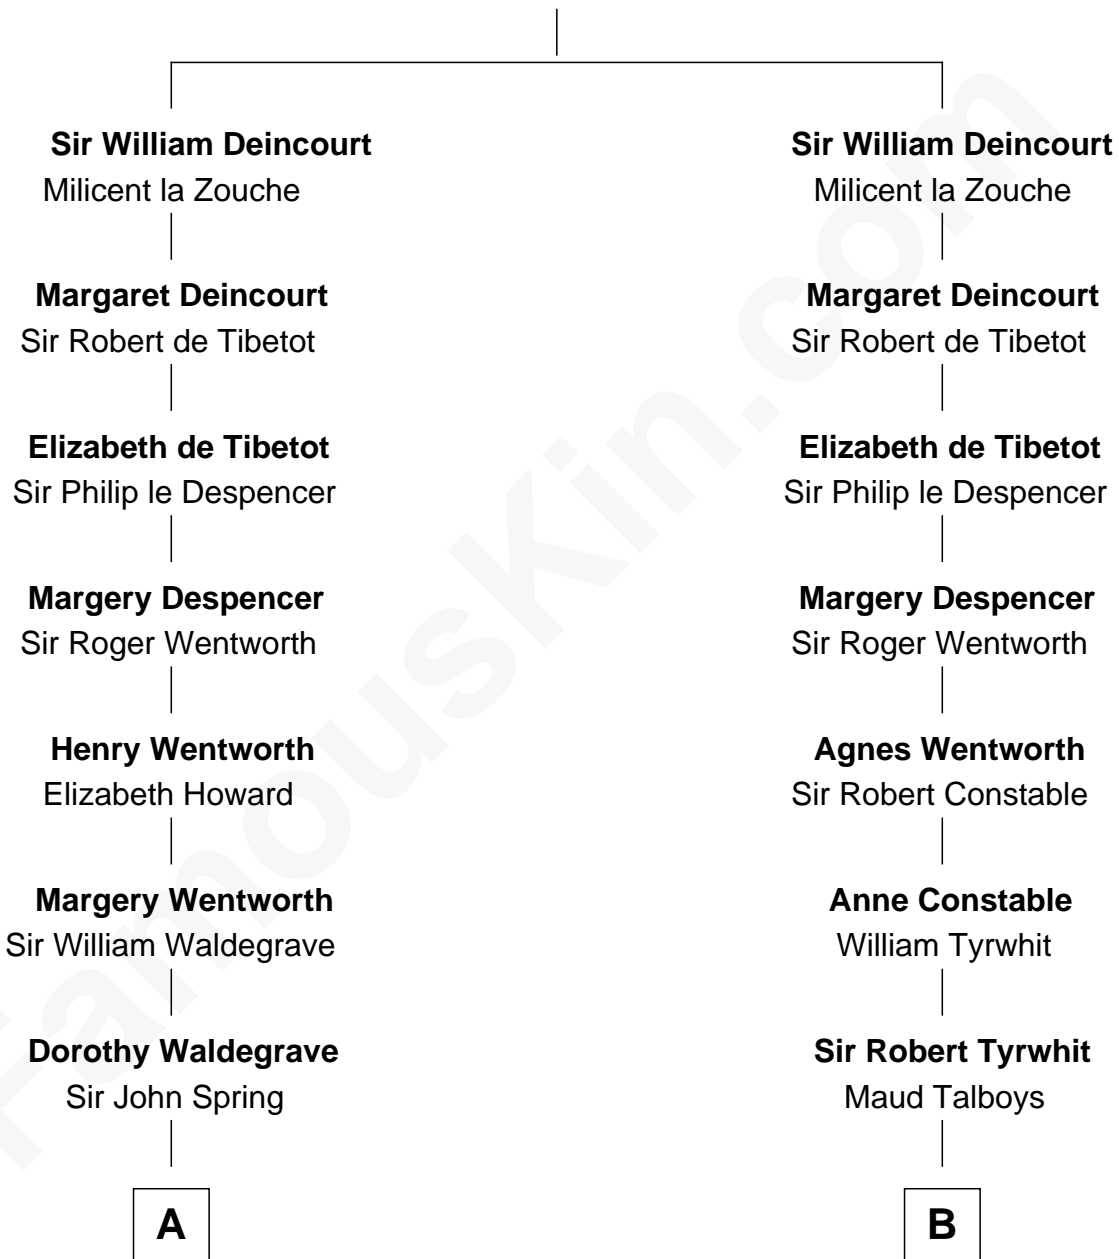 Sir William Deincourt
Milicent la Zouche
Margaret Deincourt
Sir Robert de Tibetot
Elizabeth de Tibetot
Sir Philip le Despencer
Margery Despencer
Sir Roger Wentworth
Henry Wentworth
Elizabeth Howard
Margery Wentworth
Sir William Waldegrave
Dorothy Waldegrave
Sir John Spring
A
Sir William Deincourt
Milicent la Zouche
Margaret Deincourt
Sir Robert de Tibetot
Elizabeth de Tibetot
Sir Philip le Despencer
Margery Despencer
Sir Roger Wentworth
Agnes Wentworth
Sir Robert Constable
Anne Constable
William Tyrwhit
Sir Robert Tyrwhit
Maud Talboys
B
FamousKin.com